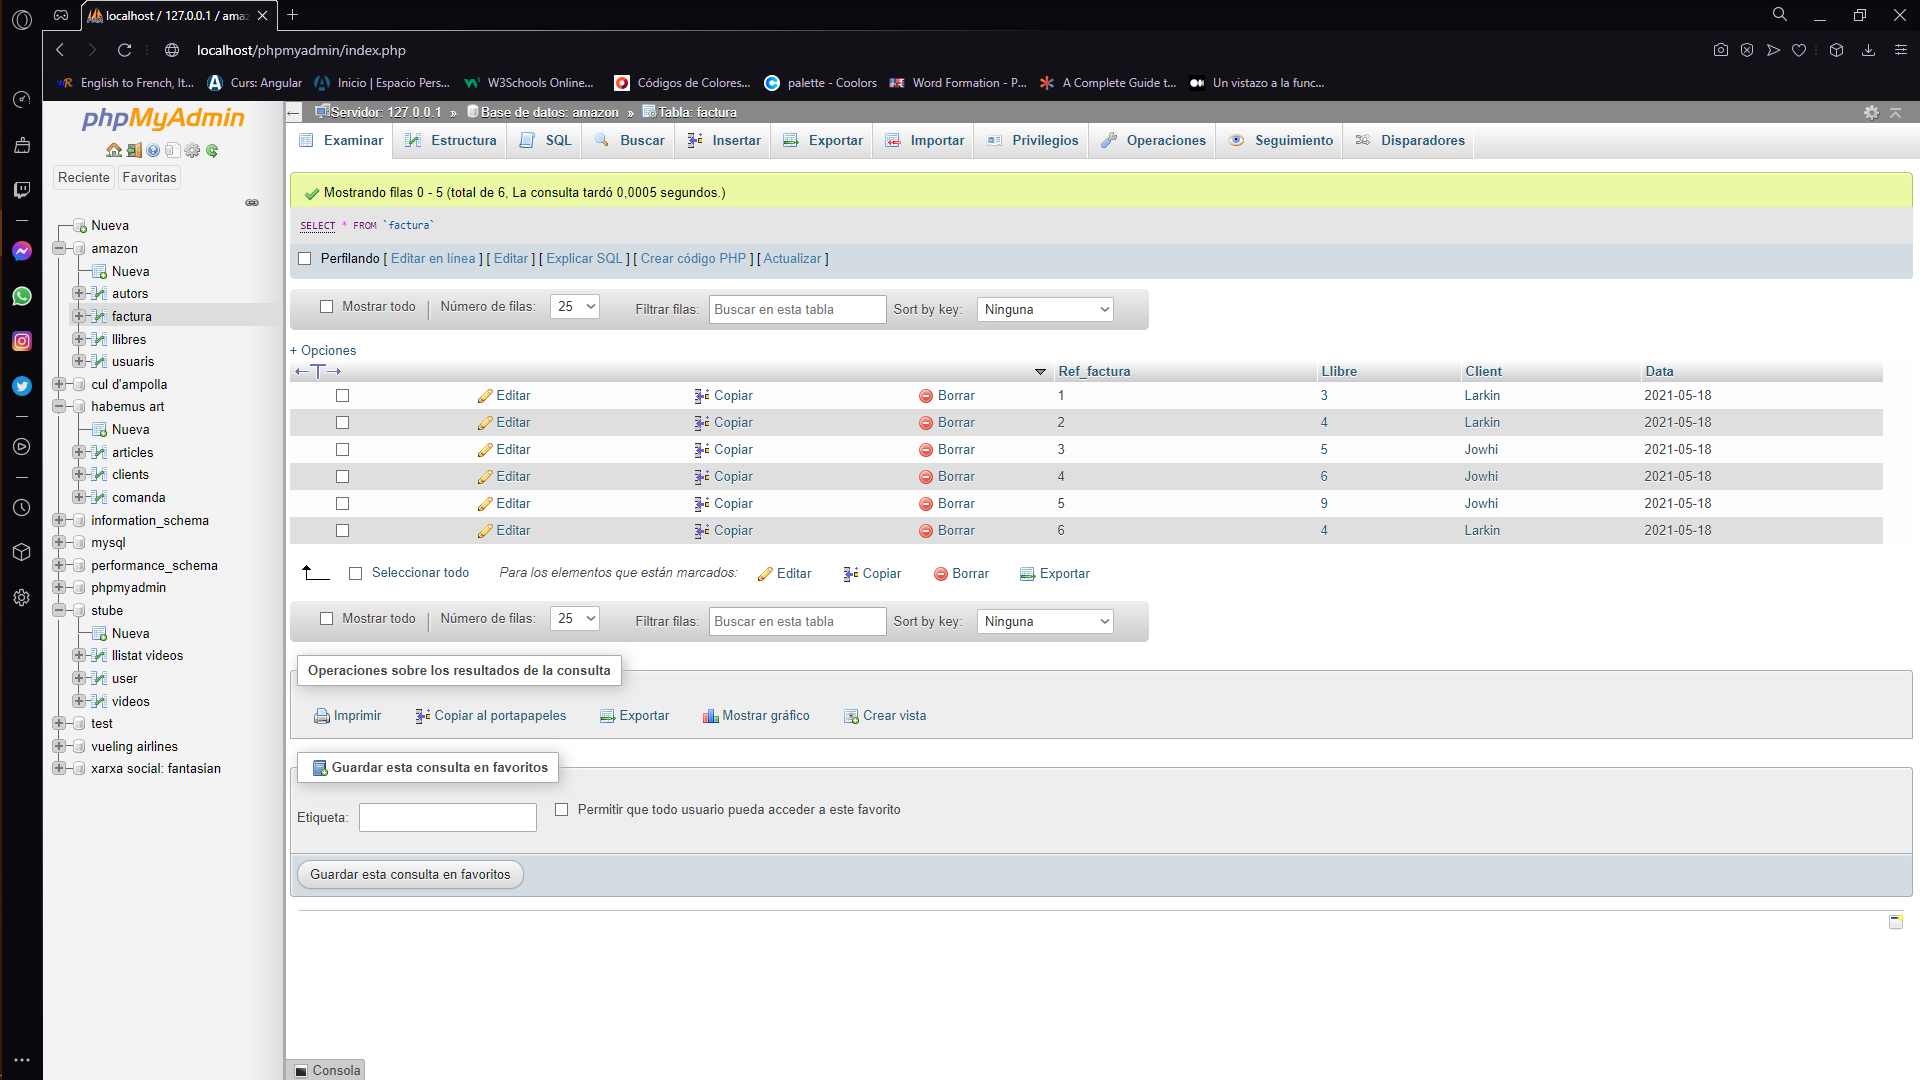 localhost / 127.0.0.1 / amaz
localhost/phpmyadmin/index.php
English to French, It... Curs: Angular Inicio | Espacio Pers... W3Schools Online... Códigos de Colores... palette - Coolors Word Formation - P... A Complete Guide t... Un vistazo a la func...
phpMyAdmin
Reciente Favoritas
Nueva
amazon
Nueva
autors
factura
llibres
usuaris
cul d'ampolla
habemus art
Nueva
articles
clients
comanda
information_schema
mysql
performance_schema
phpmyadmin
stube
Nueva
llistat videos
user
videos
test
vueling airlines
xarxa social: fantasian
Servidor: 127.0.0.1 » Base de datos: amazon » Tabla: factura
Examinar Estructura SQL Buscar Insertar Exportar Importar Privilegios Operaciones Seguimiento Disparadores
Mostrando filas 0 - 5 (total de 6, La consulta tardó 0,0005 segundos.)
SELECT * FROM `factura`
Perfilando [ Editar en línea ] [ Editar ] [ Explicar SQL ] [ Crear código PHP ] [ Actualizar ]
Mostrar todo | Número de filas: 25 Filtrar filas: Buscar en esta tabla Sort by key: Ninguna
+ Opciones
←T→ Ref_factura Llibre Client Data
Editar Copiar Borrar 1 3 Larkin 2021-05-18
Editar Copiar Borrar 2 4 Larkin 2021-05-18
Editar Copiar Borrar 3 5 Jowhi 2021-05-18
Editar Copiar Borrar 4 6 Jowhi 2021-05-18
Editar Copiar Borrar 5 9 Jowhi 2021-05-18
Editar Copiar Borrar 6 4 Larkin 2021-05-18
Seleccionar todo Para los elementos que están marcados: Editar Copiar Borrar Exportar
Mostrar todo | Número de filas: 25 Filtrar filas: Buscar en esta tabla Sort by key: Ninguna
Operaciones sobre los resultados de la consulta
Imprimir Copiar al portapapeles Exportar Mostrar gráfico Crear vista
Guardar esta consulta en favoritos
Etiqueta: Permitir que todo usuario pueda acceder a este favorito
Guardar esta consulta en favoritos
Consola